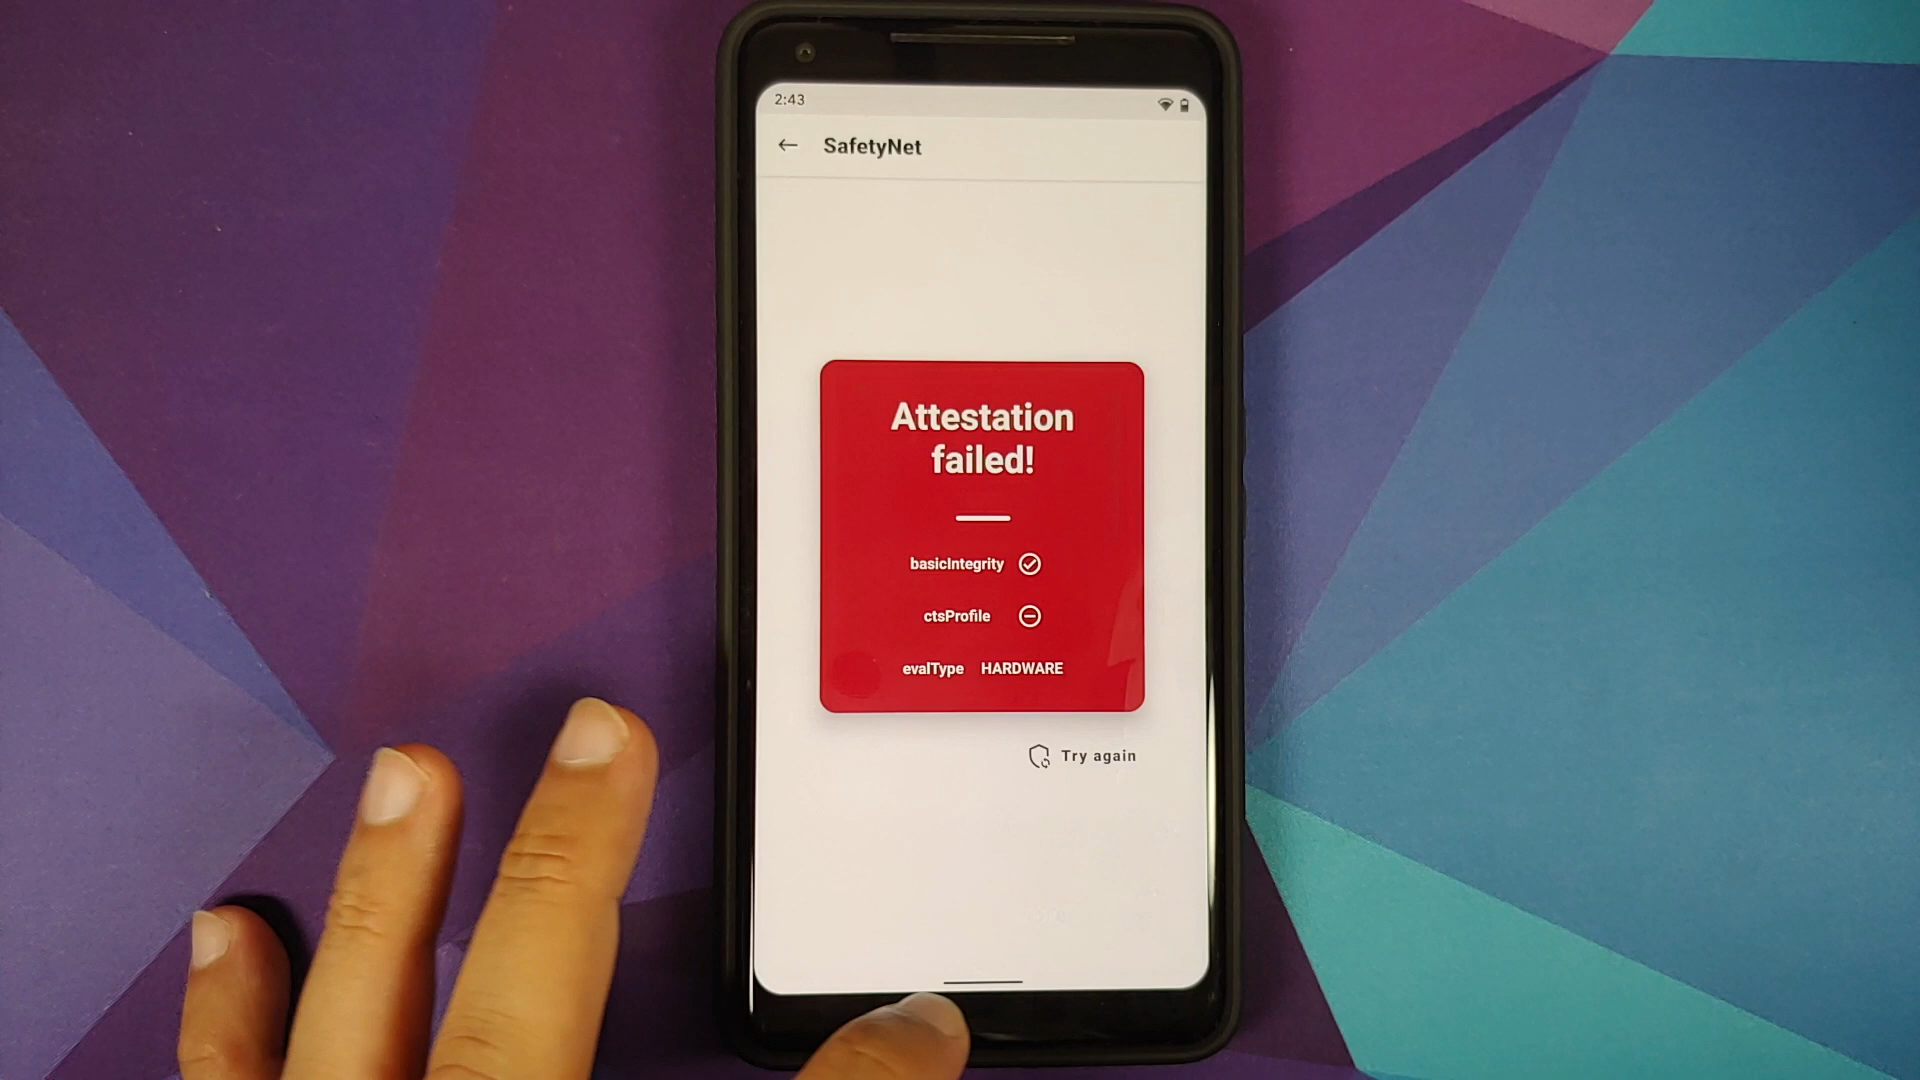 2:43
SafetyNet
Attestation
failed!
basicIntegrity
ctsProfile
evalType HARDWARE
Try again